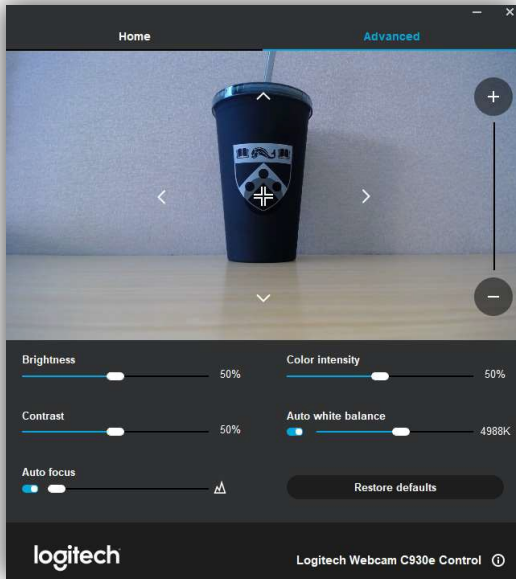 Home
Advanced
Brightness
50%
Color intensity
50%
Contrast
50%
Auto white balance
4988K
Auto focus
Restore defaults
logitech
Logitech Webcam C930e Control